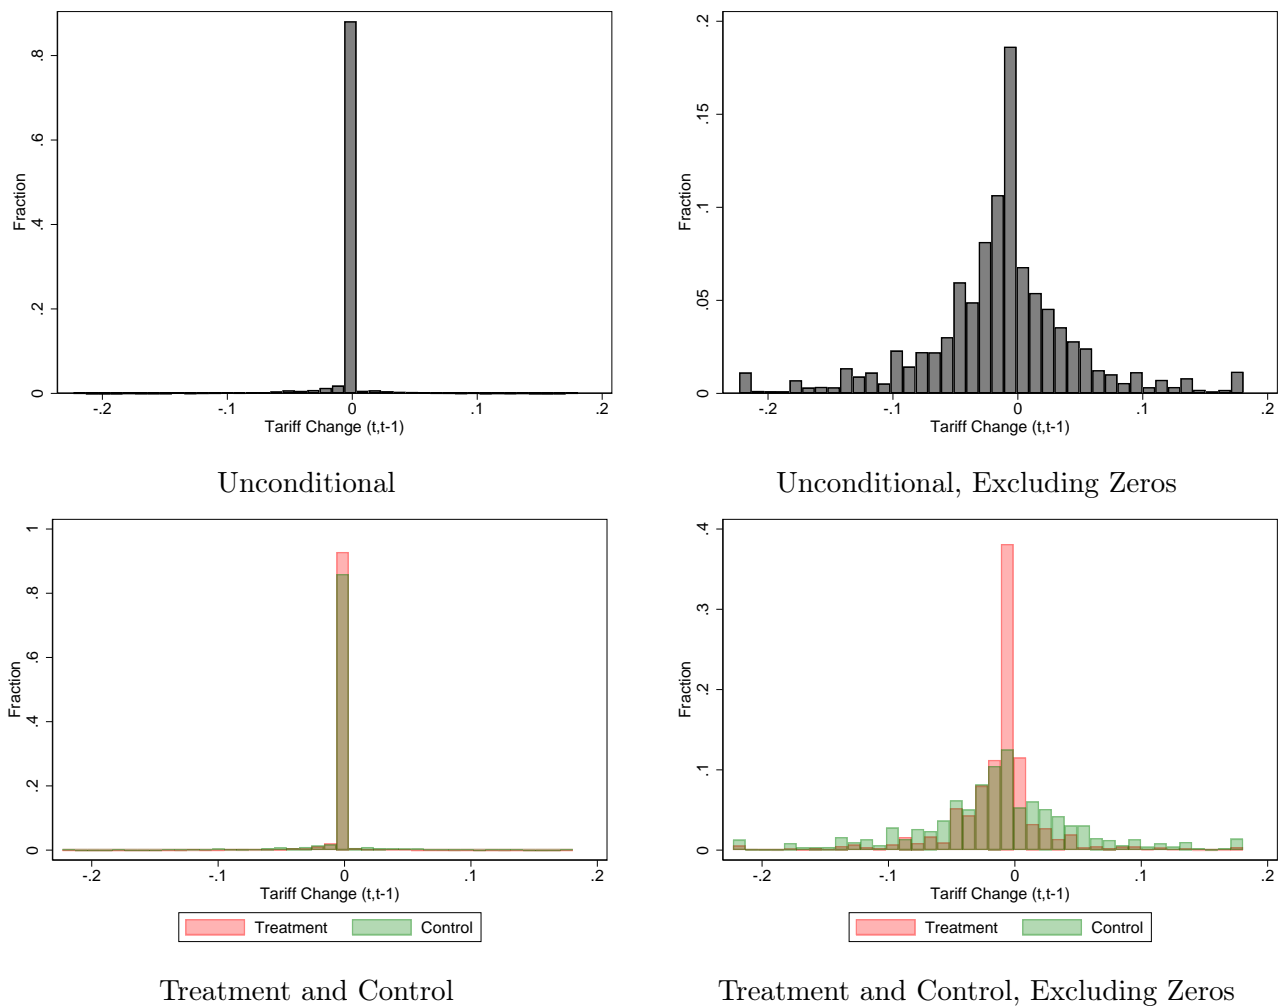 Fraction
.8
.6
.4
.2
0
-.2 -.1 0 .1 .2
Tariff Change (t,t-1)
Unconditional
Fraction
.2
.15
.1
.05
0
-.2 -.1 0 .1 .2
Tariff Change (t,t-1)
Unconditional, Excluding Zeros
Fraction
1
.8
.6
.4
.2
0
-.2 -.1 0 .1 .2
Tariff Change (t,t-1)
Treatment Control
Treatment and Control
Fraction
.4
.3
.2
.1
0
-.2 -.1 0 .1 .2
Tariff Change (t,t-1)
Treatment Control
Treatment and Control, Excluding Zeros